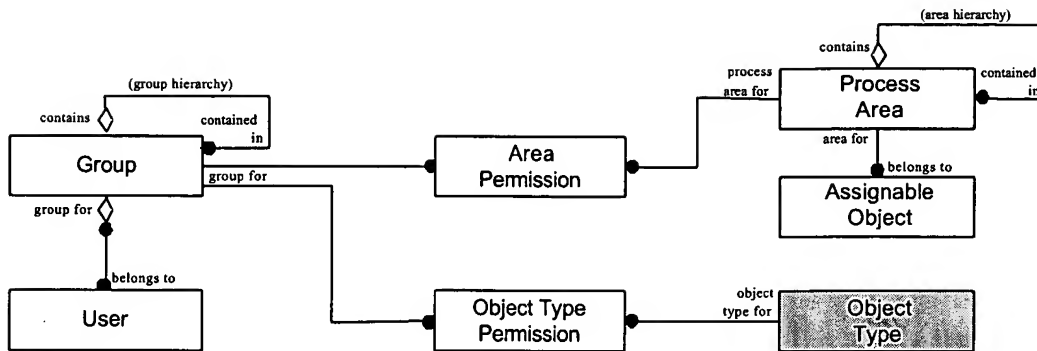 (area hierarchy)
contains
(group hierarchy)
process
area for
Process
Area
contained
in
contains
contained
in
Group
Area
Permission
area for
group for
belongs to
Assignable
Object
group for
belongs to
User
Object Type
Permission
object
type for
Object
Type